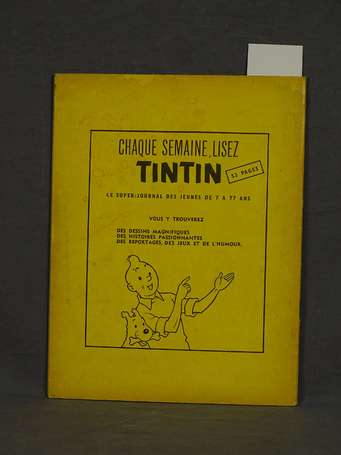 CHAQUE SEMAINE, LISEZ
TINTIN
52 PAGES
LE SUPER-JOURNAL DES JEUNES DE 7 A 77 ANS
VOUS Y TROUVEREZ
DES DESSINS MAGNIFIQUES
DES HISTOIRES PASSIONNANTES
DES REPORTAGES, DES JEUX ET DE L'HUMOUR.